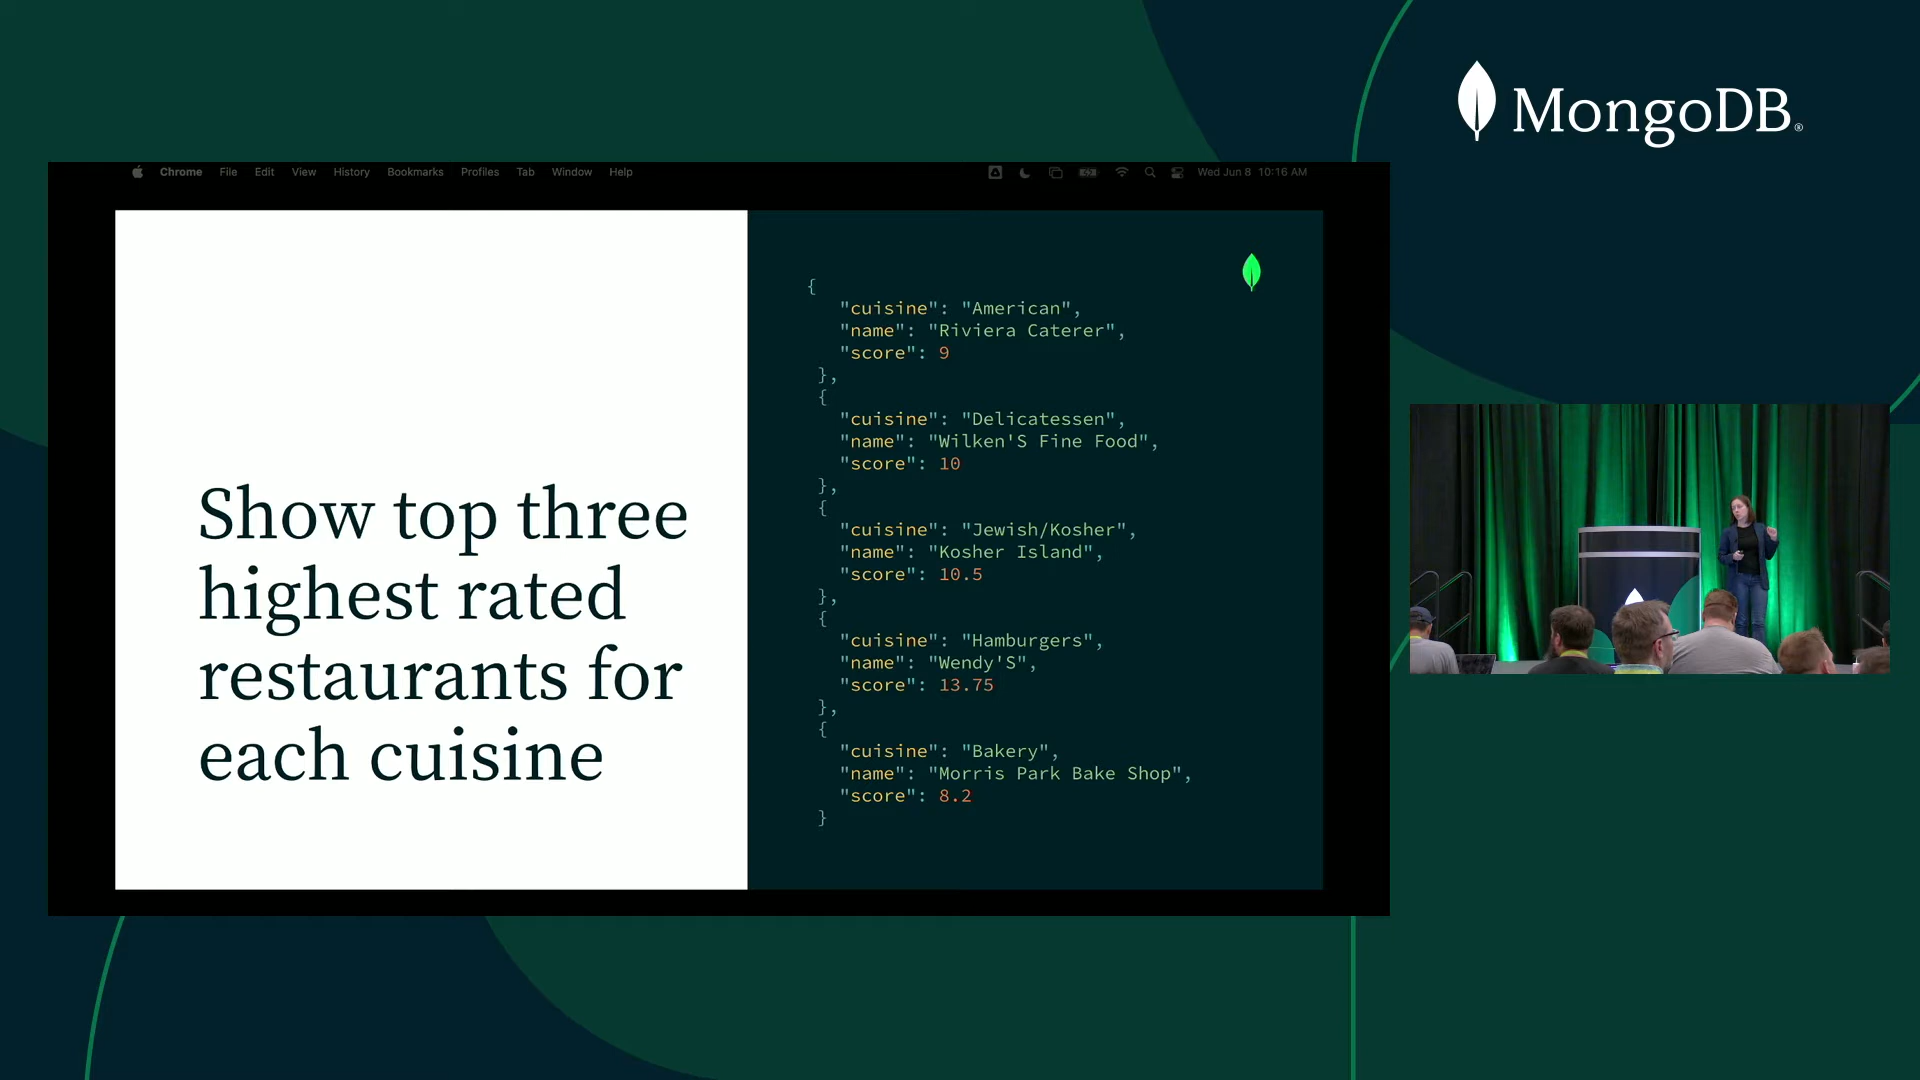 MongoDB®
Chrome File Edit View History Bookmarks Profiles Tab Window Help
Wed Jun 8 10:16 AM
Show top three
highest rated
restaurants for
each cuisine
{
"cuisine": "American",
"name": "Riviera Caterer",
"score": 9
},
{
"cuisine": "Delicatessen",
"name": "Wilken'S Fine Food",
"score": 10
},
{
"cuisine": "Jewish/Kosher",
"name": "Kosher Island",
"score": 10.5
},
{
"cuisine": "Hamburgers",
"name": "Wendy'S",
"score": 13.75
},
{
"cuisine": "Bakery",
"name": "Morris Park Bake Shop",
"score": 8.2
}